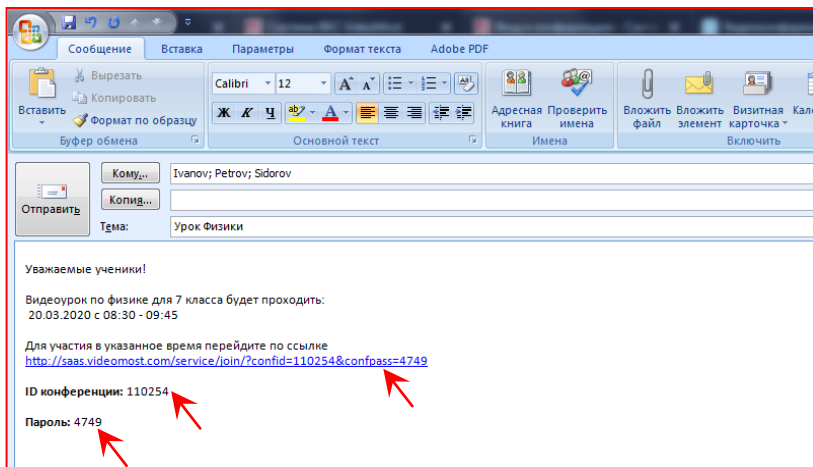 Сообщение Вставка Параметры Формат текста Adobe PDF
Вставить
Вырезать
Копировать
Формат по образцу
Буфер обмена
Calibri 12
Ж К Ч
Основной текст
Адресная книга
Проверить имена
Имена
Вложить файл
Вложить элемент
Визитная карточка
Включить
Отправить
Кому... Ivanov; Petrov; Sidorov
Копия...
Тема: Урок Физики
Уважаемые ученики!
Видеоурок по физике для 7 класса будет проходить:
20.03.2020 с 08:30 - 09:45
Для участия в указанное время перейдите по ссылке
http://saas.videomost.com/service/join/?confid=110254&confpass=4749
ID конференции: 110254
Пароль: 4749